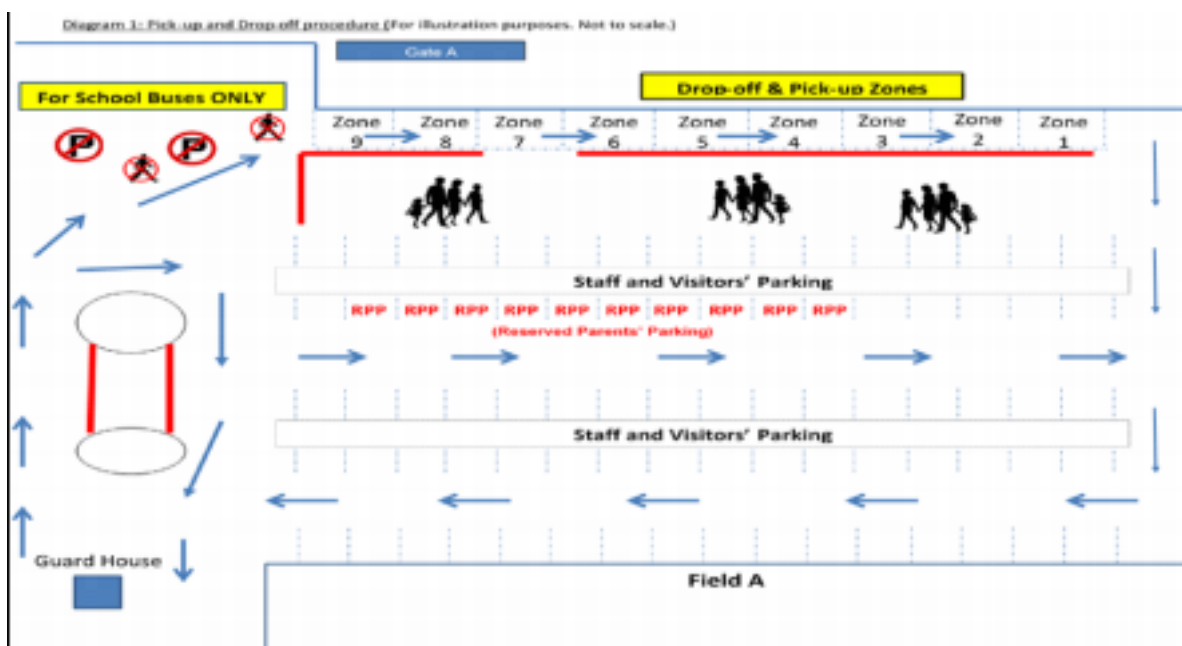 Diagram 1: Pick-up and Drop-off procedure (For illustration purposes. Not to scale.)
Gate A
For School Buses ONLY
Drop-off & Pick-up Zones
Zone 9
Zone 8
Zone 7
Zone 6
Zone 5
Zone 4
Zone 3
Zone 2
Zone 1
P
P
Staff and Visitors' Parking
RPP RPP RPP RPP RPP RPP RPP RPP RPP RPP
(Reserved Parents' Parking)
Staff and Visitors' Parking
Guard House
Field A